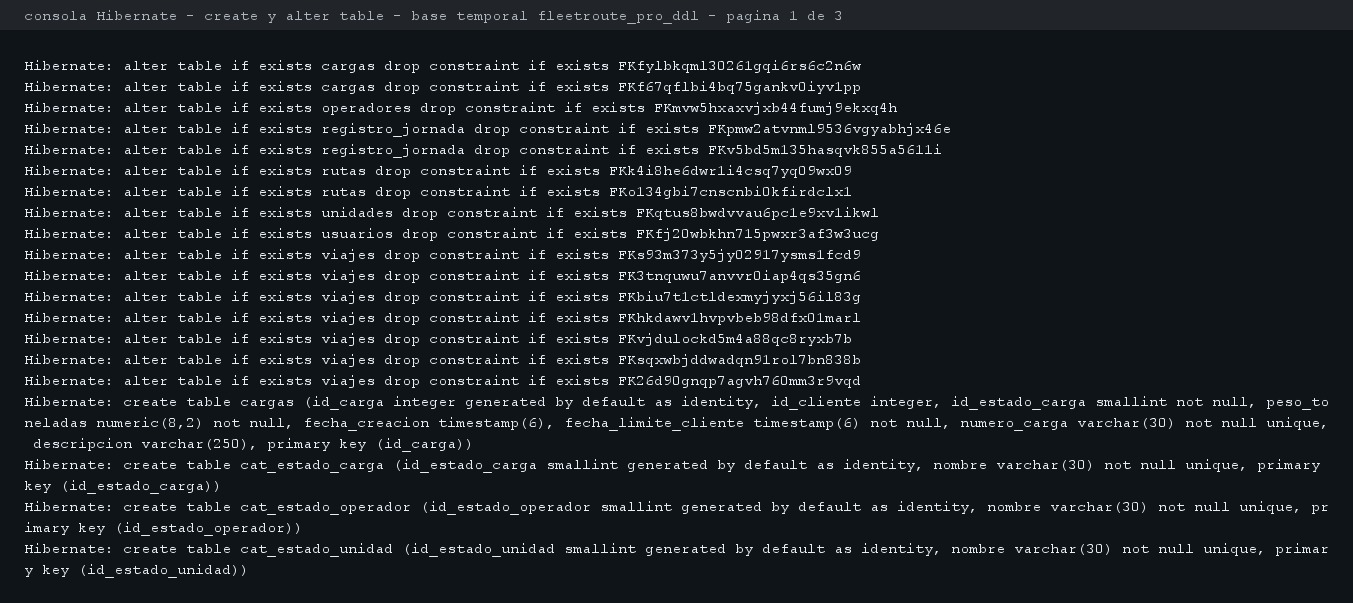 consola Hibernate - create y alter table - base temporal fleetroute_pro_ddl - pagina 1 de 3
Hibernate: alter table if exists cargas drop constraint if exists FKfylbkqml30261gqi6rs6c2n6w
Hibernate: alter table if exists cargas drop constraint if exists FKf67qflbi4bq75gankv0iyv1pp
Hibernate: alter table if exists operadores drop constraint if exists FKmvw5hxaxvjxb44fumj9ekxq4h
Hibernate: alter table if exists registro_jornada drop constraint if exists FKpmw2atvnml9536vgyabhjx46e
Hibernate: alter table if exists registro_jornada drop constraint if exists FKv5bd5m135hasqvk855a5611i
Hibernate: alter table if exists rutas drop constraint if exists FKk4i8he6dwr1i4csq7yq09wx09
Hibernate: alter table if exists rutas drop constraint if exists FKol34gbi7cnscnbi0kfirdclxl
Hibernate: alter table if exists unidades drop constraint if exists FKqtus8bwdvvau6pc1e9xvlikwl
Hibernate: alter table if exists usuarios drop constraint if exists FKfj20wbkhn715pwxr3af3w3ucg
Hibernate: alter table if exists viajes drop constraint if exists FKs93m373y5jy02917ysms1fcd9
Hibernate: alter table if exists viajes drop constraint if exists FK3tnquwu7anvvr0iap4qs35gn6
Hibernate: alter table if exists viajes drop constraint if exists FKbiu7t1ctldexmyjyxj56il83g
Hibernate: alter table if exists viajes drop constraint if exists FKhkdawvlhvpvbeb98dfx01marl
Hibernate: alter table if exists viajes drop constraint if exists FKvjdulockd5m4a88qc8ryxb7b
Hibernate: alter table if exists viajes drop constraint if exists FKsqxwbjddwadqn91rol7bn838b
Hibernate: alter table if exists viajes drop constraint if exists FK26d90gnqp7agvh760mm3r9vqd
Hibernate: create table cargas (id_carga integer generated by default as identity, id_cliente integer, id_estado_carga smallint not null, peso_to
neladas numeric(8,2) not null, fecha_creacion timestamp(6), fecha_limite_cliente timestamp(6) not null, numero_carga varchar(30) not null unique,
descripcion varchar(250), primary key (id_carga))
Hibernate: create table cat_estado_carga (id_estado_carga smallint generated by default as identity, nombre varchar(30) not null unique, primary
key (id_estado_carga))
Hibernate: create table cat_estado_operador (id_estado_operador smallint generated by default as identity, nombre varchar(30) not null unique, pr
imary key (id_estado_operador))
Hibernate: create table cat_estado_unidad (id_estado_unidad smallint generated by default as identity, nombre varchar(30) not null unique, primar
y key (id_estado_unidad))